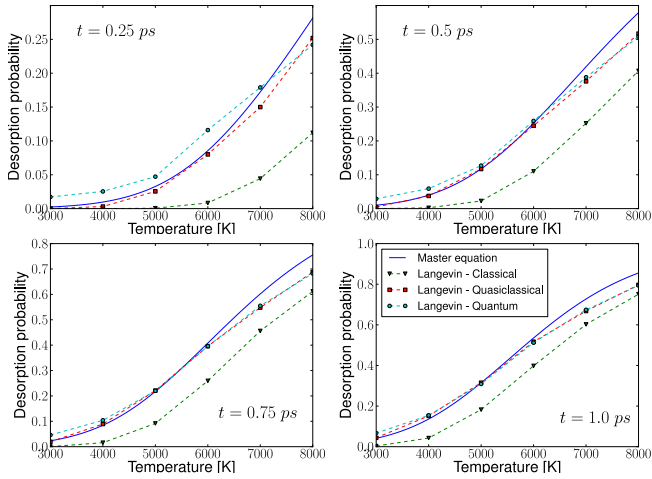 t = 0.25 ps
Desorption probability
0.25
0.20
0.15
0.10
0.05
0.00
3000 4000 5000 6000 7000 8000
Temperature [K]
t = 0.5 ps
Desorption probability
0.5
0.4
0.3
0.2
0.1
0.0
3000 4000 5000 6000 7000 8000
Temperature [K]
t = 0.75 ps
Desorption probability
0.8
0.7
0.6
0.5
0.4
0.3
0.2
0.1
0.0
3000 4000 5000 6000 7000 8000
Temperature [K]
Master equation
Langevin - Classical
Langevin - Quasiclassical
Langevin - Quantum
t = 1.0 ps
Desorption probability
1.0
0.8
0.6
0.4
0.2
0.0
3000 4000 5000 6000 7000 8000
Temperature [K]